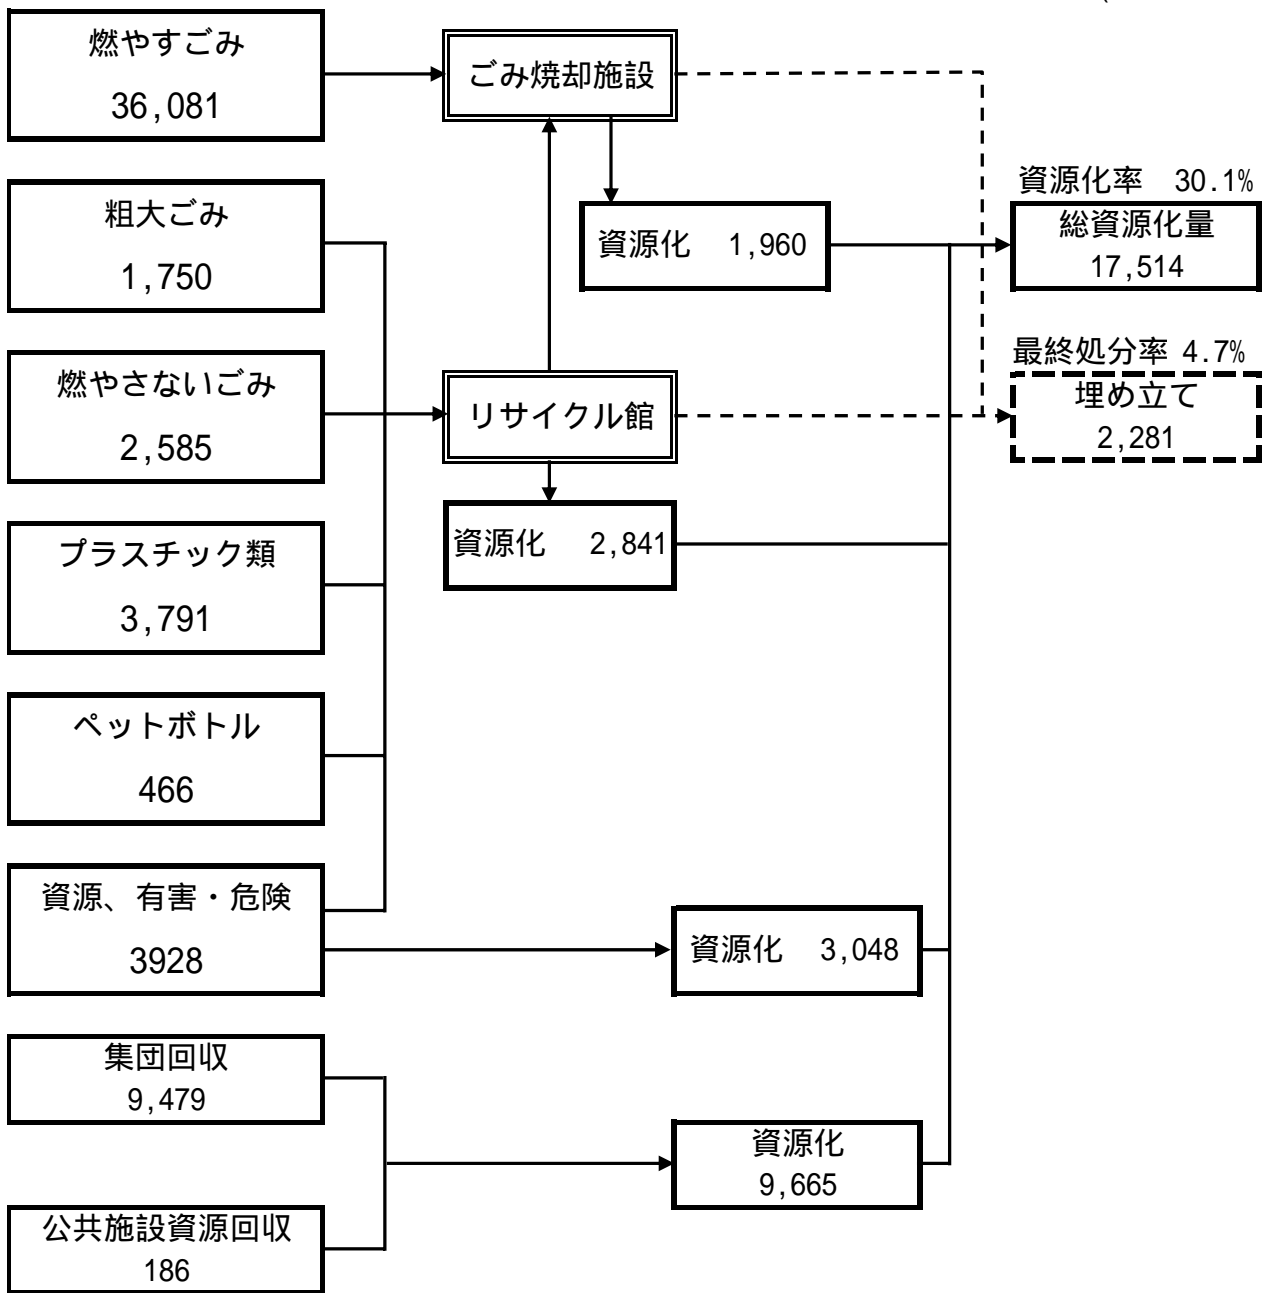 燃やすごみ
36,081
ごみ焼却施設
粗大ごみ
1,750
資源化 1,960
資源化率 30.1%
総資源化量
17,514
燃やさないごみ
2,585
リサイクル館
最終処分率 4.7%
埋め立て
2,281
資源化 2,841
プラスチック類
3,791
ペットボトル
466
資源、有害・危険
3928
資源化 3,048
集団回収
9,479
資源化
9,665
公共施設資源回収
186